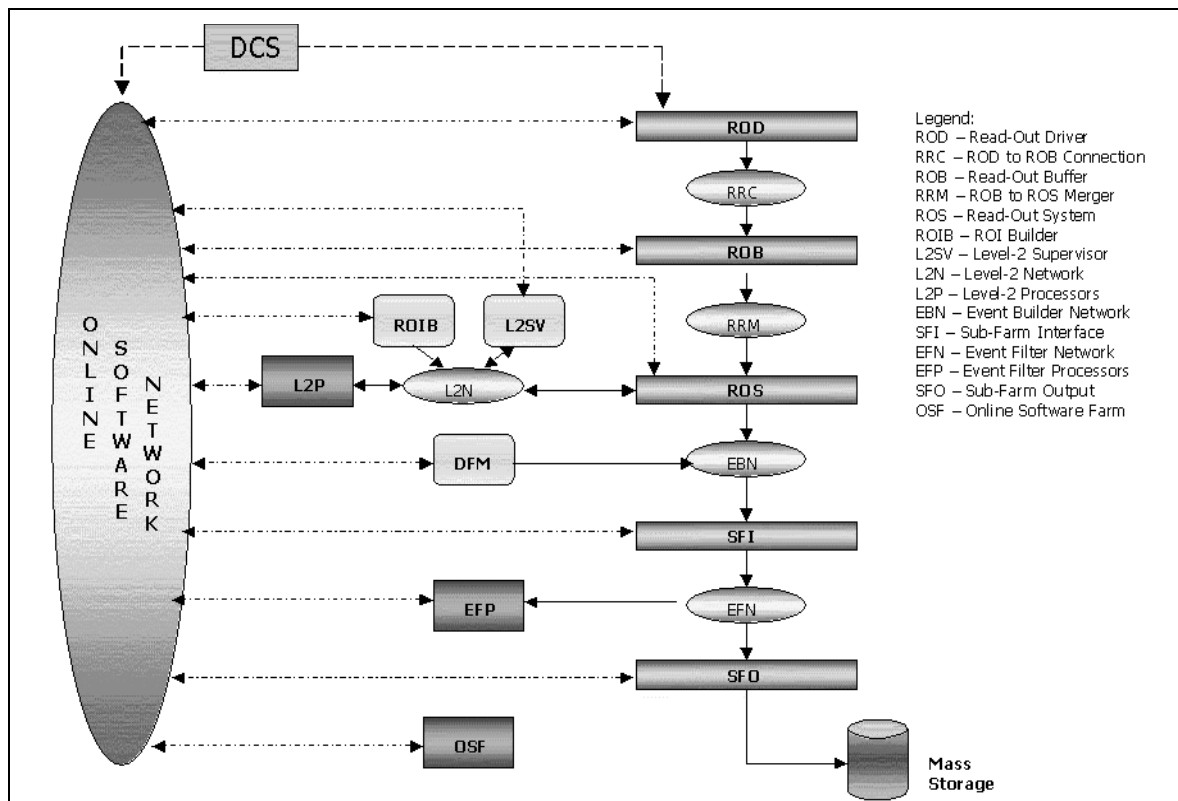 DCS
ROD
RRC
ROB
RRM
ROIB
L2SV
L2P
L2N
ROS
DFM
EBN
SFI
EFP
EFN
SFO
OSF
Mass
Storage
ONLINE
SOFTWARE
NETWORK
Legend:
ROD – Read-Out Driver
RRC – ROD to ROB Connection
ROB – Read-Out Buffer
RRM – ROB to ROS Merger
ROS – Read-Out System
ROIB – ROI Builder
L2SV – Level-2 Supervisor
L2N – Level-2 Network
L2P – Level-2 Processors
EBN – Event Builder Network
SFI – Sub-Farm Interface
EFN – Event Filter Network
EFP – Event Filter Processors
SFO – Sub-Farm Output
OSF – Online Software Farm